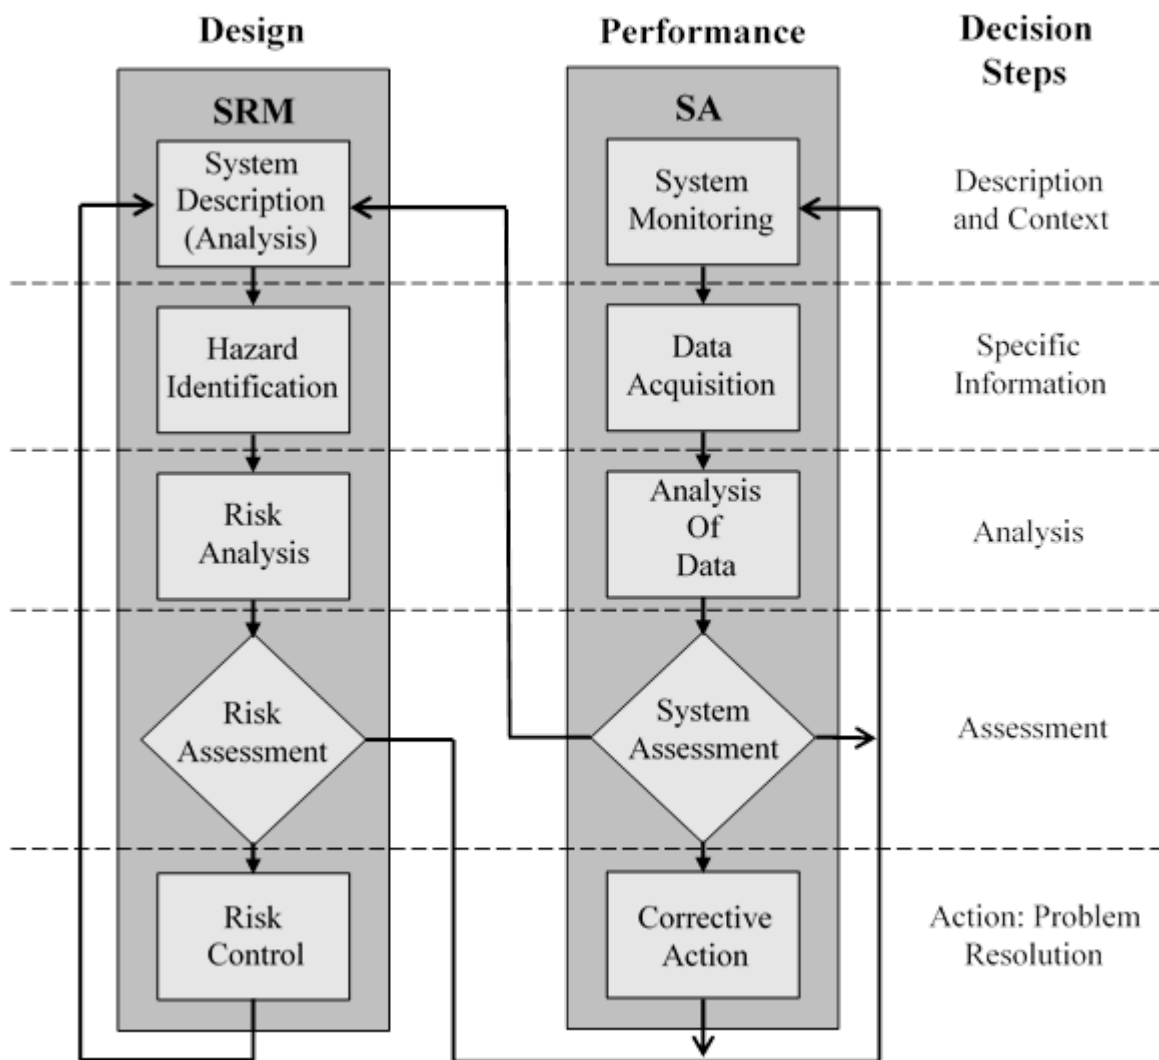 Design
Performance
Decision
Steps
SRM
System
Description
(Analysis)
SA
System
Monitoring
Description
and Context
Hazard
Identification
Data
Acquisition
Specific
Information
Risk
Analysis
Analysis
Of
Data
Analysis
Risk
Assessment
System
Assessment
Assessment
Risk
Control
Corrective
Action
Action: Problem
Resolution